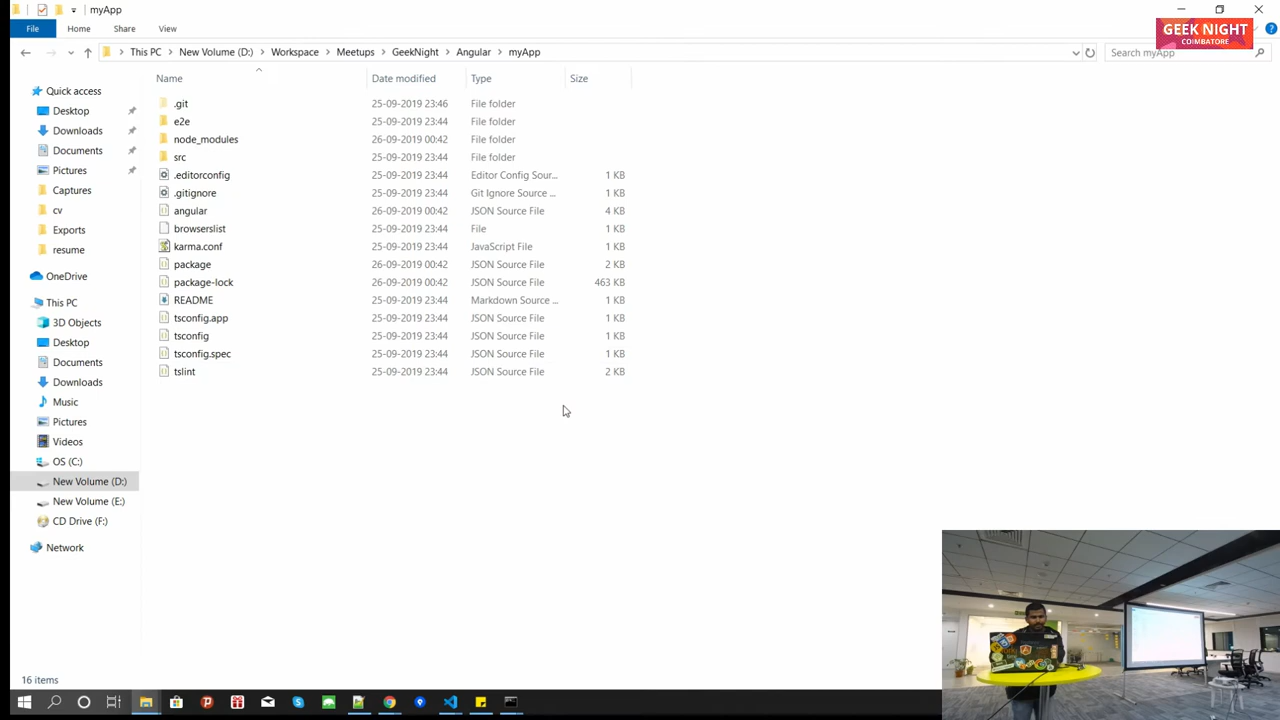 myApp
File
Home
Share
View
GEEK NIGHT
COIMBATORE
This PC > New Volume (D:) > Workspace > Meetups > GeekNight > Angular > myApp
Search myApp
Name
Date modified
Type
Size
Quick access
Desktop
Downloads
Documents
Pictures
Captures
cv
Exports
resume
OneDrive
This PC
3D Objects
Desktop
Documents
Downloads
Music
Pictures
Videos
OS (C:)
New Volume (D:)
New Volume (E:)
CD Drive (F:)
Network
.git 25-09-2019 23:46 File folder
e2e 25-09-2019 23:44 File folder
node_modules 26-09-2019 00:42 File folder
src 25-09-2019 23:44 File folder
.editorconfig 25-09-2019 23:44 Editor Config Sour... 1 KB
.gitignore 25-09-2019 23:44 Git Ignore Source ... 1 KB
angular 26-09-2019 00:42 JSON Source File 4 KB
browserslist 25-09-2019 23:44 File 1 KB
karma.conf 25-09-2019 23:44 JavaScript File 1 KB
package 26-09-2019 00:42 JSON Source File 2 KB
package-lock 26-09-2019 00:42 JSON Source File 463 KB
README 25-09-2019 23:44 Markdown Source ... 1 KB
tsconfig.app 25-09-2019 23:44 JSON Source File 1 KB
tsconfig 25-09-2019 23:44 JSON Source File 1 KB
tsconfig.spec 25-09-2019 23:44 JSON Source File 1 KB
tslint 25-09-2019 23:44 JSON Source File 2 KB
16 items